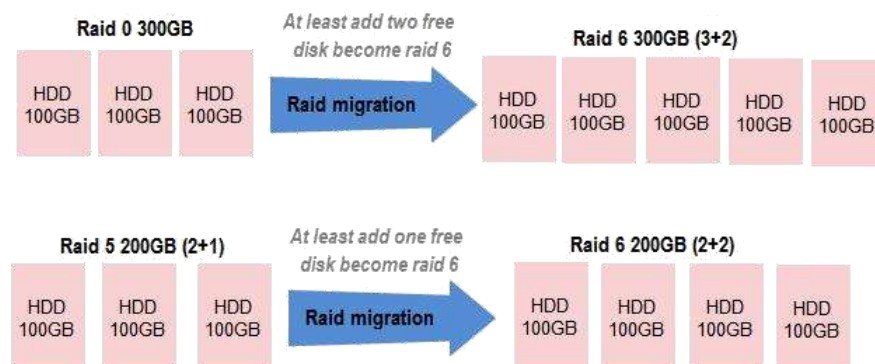 Raid 0 300GB
At least add two free
disk become raid 6
Raid migration
Raid 6 300GB (3+2)
HDD
100GB
HDD
100GB
HDD
100GB
HDD
100GB
HDD
100GB
HDD
100GB
HDD
100GB
HDD
100GB
Raid 5 200GB (2+1)
At least add one free
disk become raid 6
Raid migration
Raid 6 200GB (2+2)
HDD
100GB
HDD
100GB
HDD
100GB
HDD
100GB
HDD
100GB
HDD
100GB
HDD
100GB